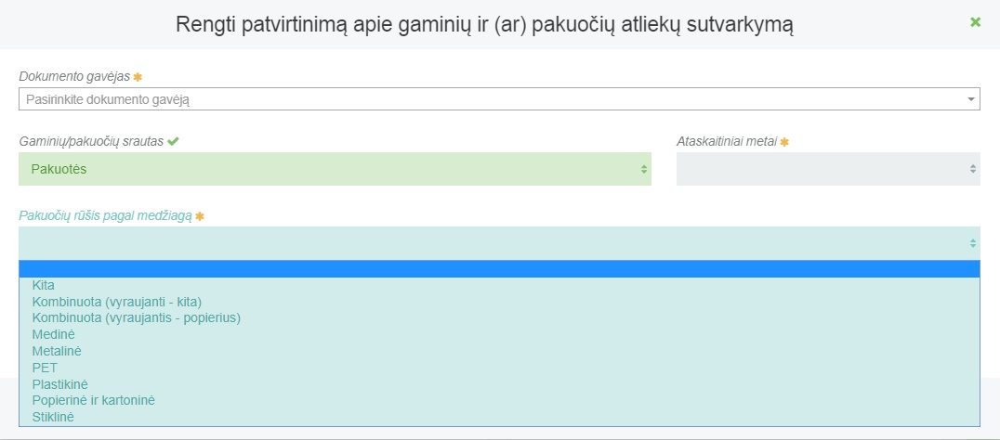 Rengti patvirtinimą apie gaminių ir (ar) pakuočių atliekų sutvarkymą
Dokumento gavėjas
Pasirinkite dokumento gavėją
Gaminių/pakuočių srautas
Ataskaitiniai metai
Pakuotės
Pakuočių rūšis pagal medžiagą
Kita
Kombinuota (vyraujanti - kita)
Kombinuota (vyraujantis - popierius)
Medinė
Metalinė
PET
Plastikinė
Popierinė ir kartoninė
Stiklinė